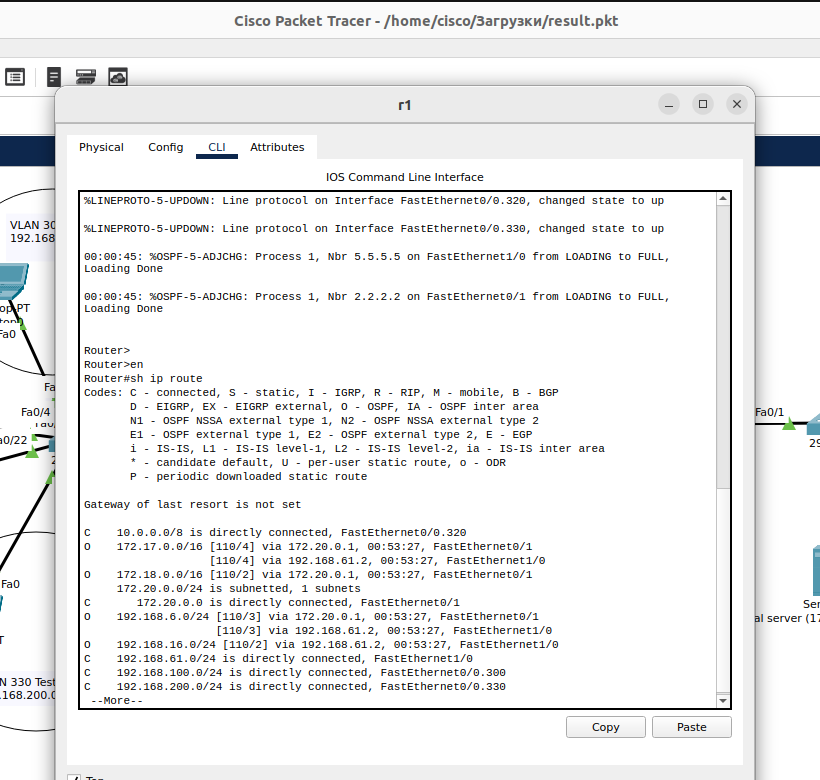 Cisco Packet Tracer - /home/cisco/Загрузки/result.pkt
r1
Physical Config CLI Attributes
IOS Command Line Interface
%LINEPROTO-5-UPDOWN: Line protocol on Interface FastEthernet0/0.320, changed state to up
%LINEPROTO-5-UPDOWN: Line protocol on Interface FastEthernet0/0.330, changed state to up
00:00:45: %OSPF-5-ADJCHG: Process 1, Nbr 5.5.5.5 on FastEthernet1/0 from LOADING to FULL,
Loading Done
00:00:45: %OSPF-5-ADJCHG: Process 1, Nbr 2.2.2.2 on FastEthernet0/1 from LOADING to FULL,
Loading Done
Router>
Router>en
Router#sh ip route
Codes: C - connected, S - static, I - IGRP, R - RIP, M - mobile, B - BGP
D - EIGRP, EX - EIGRP external, O - OSPF, IA - OSPF inter area
N1 - OSPF NSSA external type 1, N2 - OSPF NSSA external type 2
E1 - OSPF external type 1, E2 - OSPF external type 2, E - EGP
i - IS-IS, L1 - IS-IS level-1, L2 - IS-IS level-2, ia - IS-IS inter area
* - candidate default, U - per-user static route, o - ODR
P - periodic downloaded static route
Gateway of last resort is not set
C 10.0.0.0/8 is directly connected, FastEthernet0/0.320
O 172.17.0.0/16 [110/4] via 172.20.0.1, 00:53:27, FastEthernet0/1
[110/4] via 192.168.61.2, 00:53:27, FastEthernet1/0
O 172.18.0.0/16 [110/2] via 172.20.0.1, 00:53:27, FastEthernet0/1
172.20.0.0/24 is subnetted, 1 subnets
C 172.20.0.0 is directly connected, FastEthernet0/1
O 192.168.6.0/24 [110/3] via 172.20.0.1, 00:53:27, FastEthernet0/1
[110/3] via 192.168.61.2, 00:53:27, FastEthernet1/0
O 192.168.16.0/24 [110/2] via 192.168.61.2, 00:53:27, FastEthernet1/0
C 192.168.61.0/24 is directly connected, FastEthernet1/0
C 192.168.100.0/24 is directly connected, FastEthernet0/0.300
C 192.168.200.0/24 is directly connected, FastEthernet0/0.330
--More--
Copy Paste
VLAN 30
192.168
op-PT
Fa0
Fa
Fa0/4
a0/22
2
Fa0
T
N 330 Test
.168.200.0
Fa0/1
29
Ser
al server (17